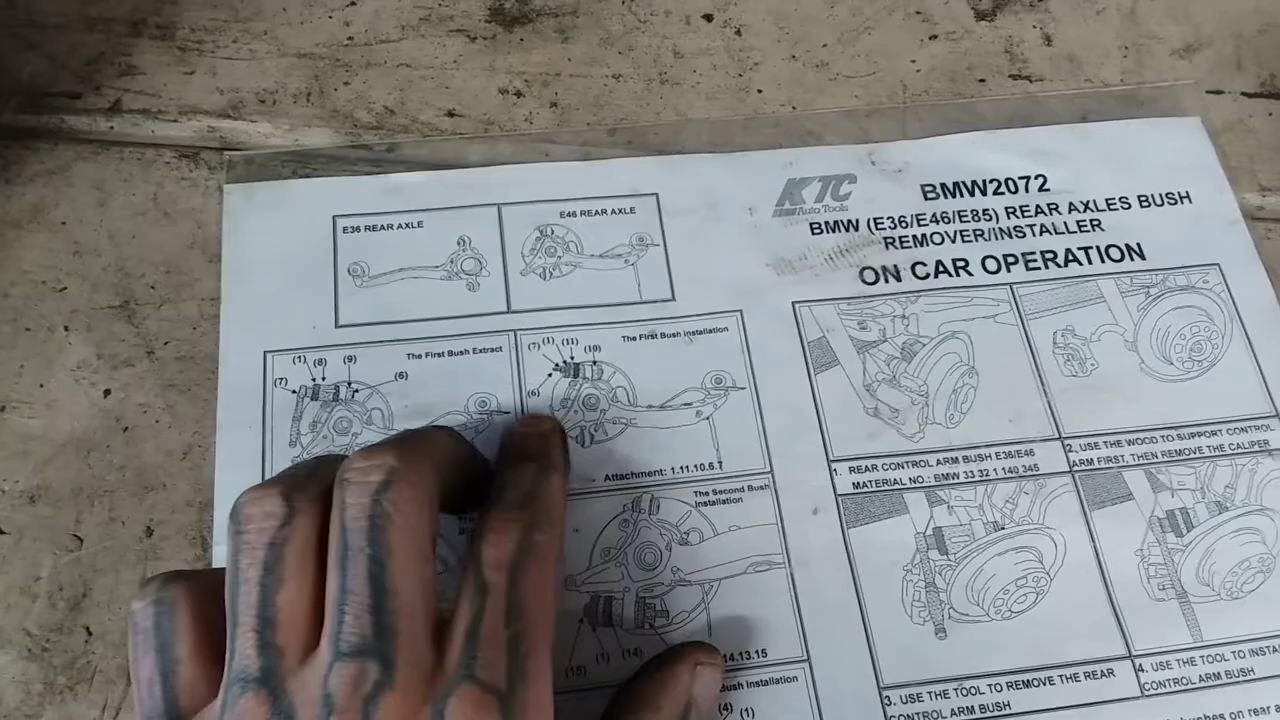 E36 REAR AXLE
E46 REAR AXLE
The First Bush Extract
(1) (8) (9)
(7) (6)
The First Bush Installation
(7) (1) (11) (10)
(6)
Attachment: 1.11.10.6.7
The Second Bush
Installation
(15) (1) (14)
14.13.15
Bush Installation
(4) (1)
KTC
Auto Tools
BMW2072
BMW (E36/E46/E85) REAR AXLES BUSH
REMOVER/INSTALLER
ON CAR OPERATION
1. REAR CONTROL ARM BUSH E36/E46
MATERIAL NO.: BMW 33 32 1 140 345
2. USE THE WOOD TO SUPPORT CONTROL
ARM FIRST, THEN REMOVE THE CALIPER
3. USE THE TOOL TO REMOVE THE REAR
CONTROL ARM BUSH
4. USE THE TOOL TO INSTA
CONTROL ARM BUSH
bushes on rear a